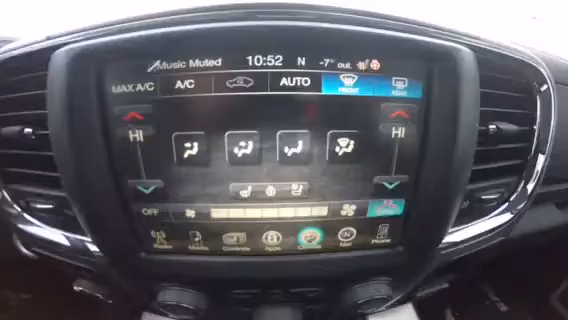 Music Muted 10:52 N -7° out
MAX A/C A/C AUTO FRONT REAR
HI HI
OFF SYNC
Radio Media Controls Apps Climate Nav Phone